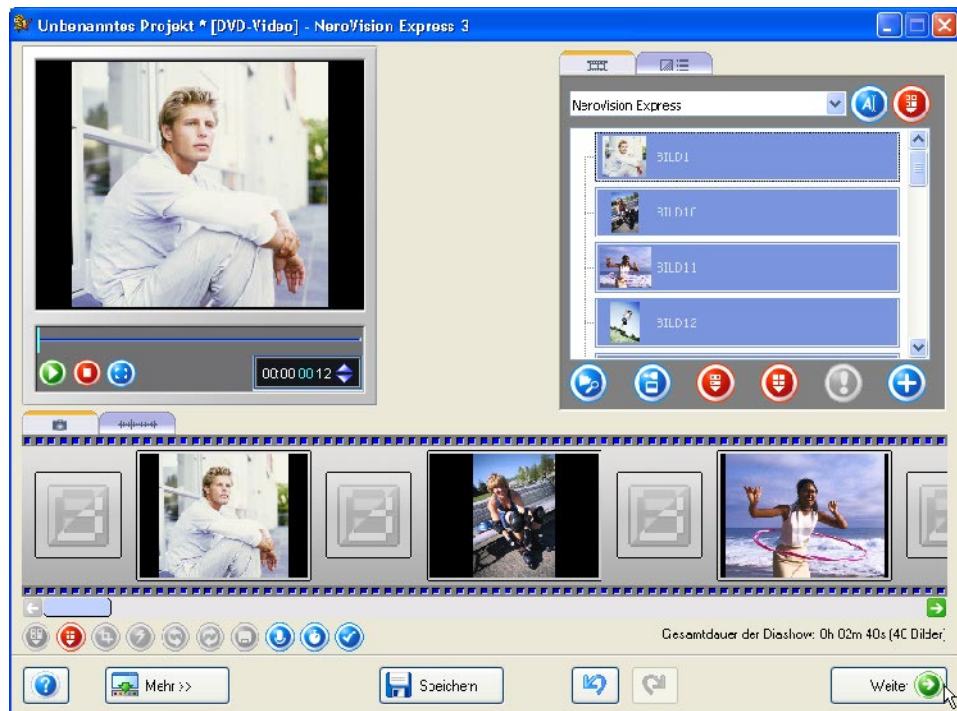 Unbenanntes Projekt * [DVD-Video] - NeroVision Express 3
NeroVision Express
BILD1
BILD10
BILD11
BILD12
00:00 00 12
Gesamtdauer der Diashow: 0h 02m 40s (40 Bilder)
Mehr >>
Speichern
Weiter